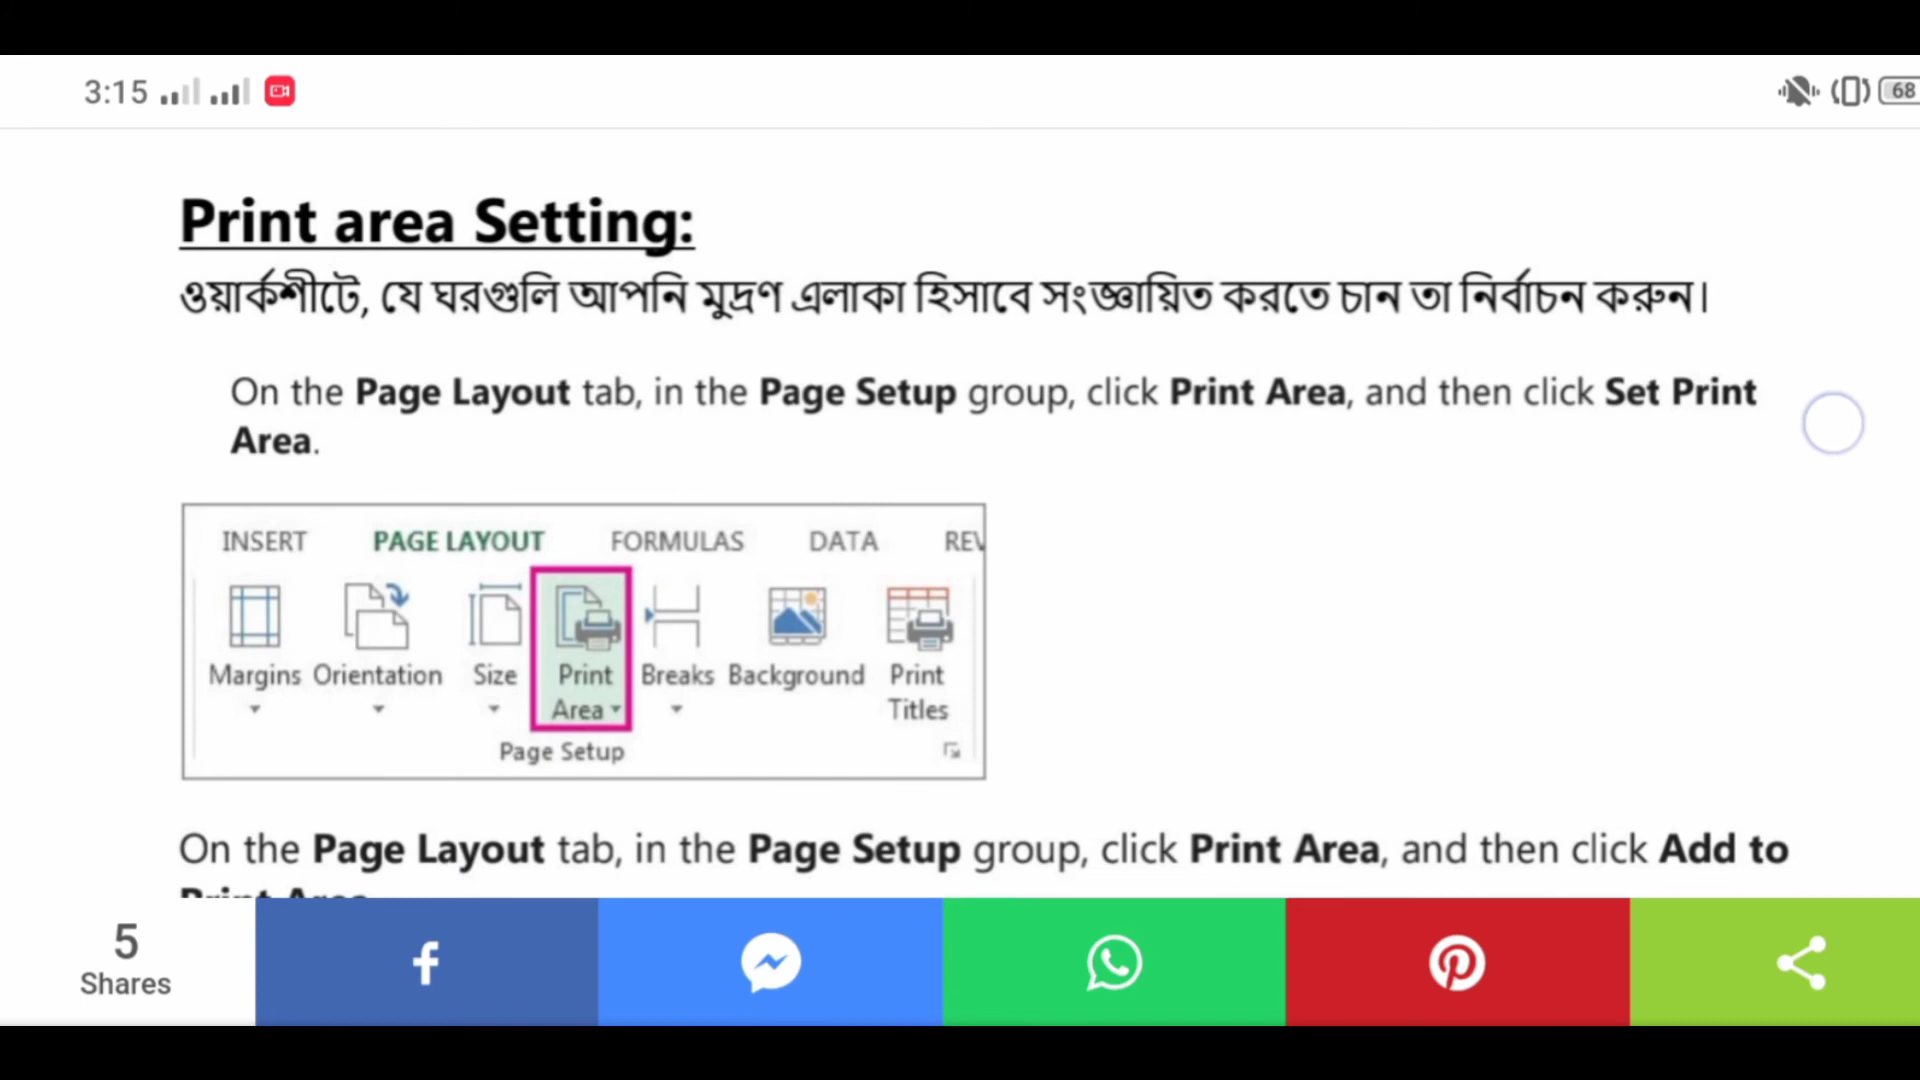 3:15
68
Print area Setting:
ওয়ার্কশীটে, যে ঘরগুলি আপনি মুদ্রণ এলাকা হিসাবে সংজ্ঞায়িত করতে চান তা নির্বাচন করুন।
On the Page Layout tab, in the Page Setup group, click Print Area, and then click Set Print
Area.
INSERT PAGE LAYOUT FORMULAS DATA REV
Margins Orientation Size Print Breaks Background Print
Area Titles
Page Setup
On the Page Layout tab, in the Page Setup group, click Print Area, and then click Add to
Print Area
5
Shares